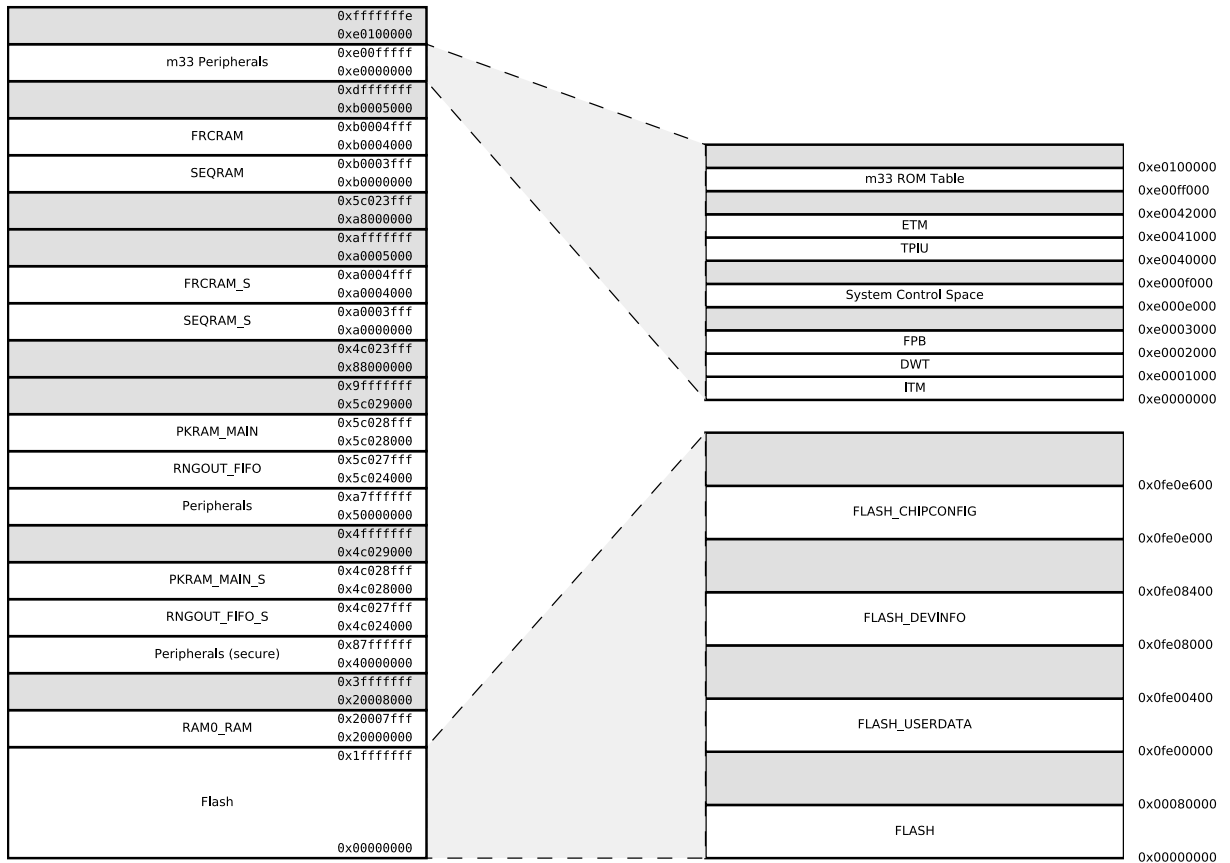 0xfffffffe
0xe0100000
m33 Peripherals
0xe00fffff
0xe0000000
0xdfffffff
0xb0005000
FRCRAM
0xb0004fff
0xb0004000
SEQRAM
0xb0003fff
0xb0000000
0x5c023fff
0xa8000000
0xafffffff
0xa0005000
FRCRAM_S
0xa0004fff
0xa0004000
SEQRAM_S
0xa0003fff
0xa0000000
0x4c023fff
0x88000000
0x9fffffff
0x5c029000
PKRAM_MAIN
0x5c028fff
0x5c028000
RNGOUT_FIFO
0x5c027fff
0x5c024000
Peripherals
0xa7ffffff
0x50000000
0x4fffffff
0x4c029000
PKRAM_MAIN_S
0x4c028fff
0x4c028000
RNGOUT_FIFO_S
0x4c027fff
0x4c024000
Peripherals (secure)
0x87ffffff
0x40000000
0x3fffffff
0x20008000
RAM0_RAM
0x20007fff
0x20000000
0x1fffffff
Flash
0x00000000
0xe0100000
m33 ROM Table
0xe00ff000
0xe0042000
ETM
0xe0041000
TPIU
0xe0040000
0xe000f000
System Control Space
0xe000e000
0xe0003000
FPB
0xe0002000
DWT
0xe0001000
ITM
0xe0000000
0x0fe0e600
FLASH_CHIPCONFIG
0x0fe0e000
0x0fe08400
FLASH_DEVINFO
0x0fe08000
0x0fe00400
FLASH_USERDATA
0x0fe00000
0x00080000
FLASH
0x00000000